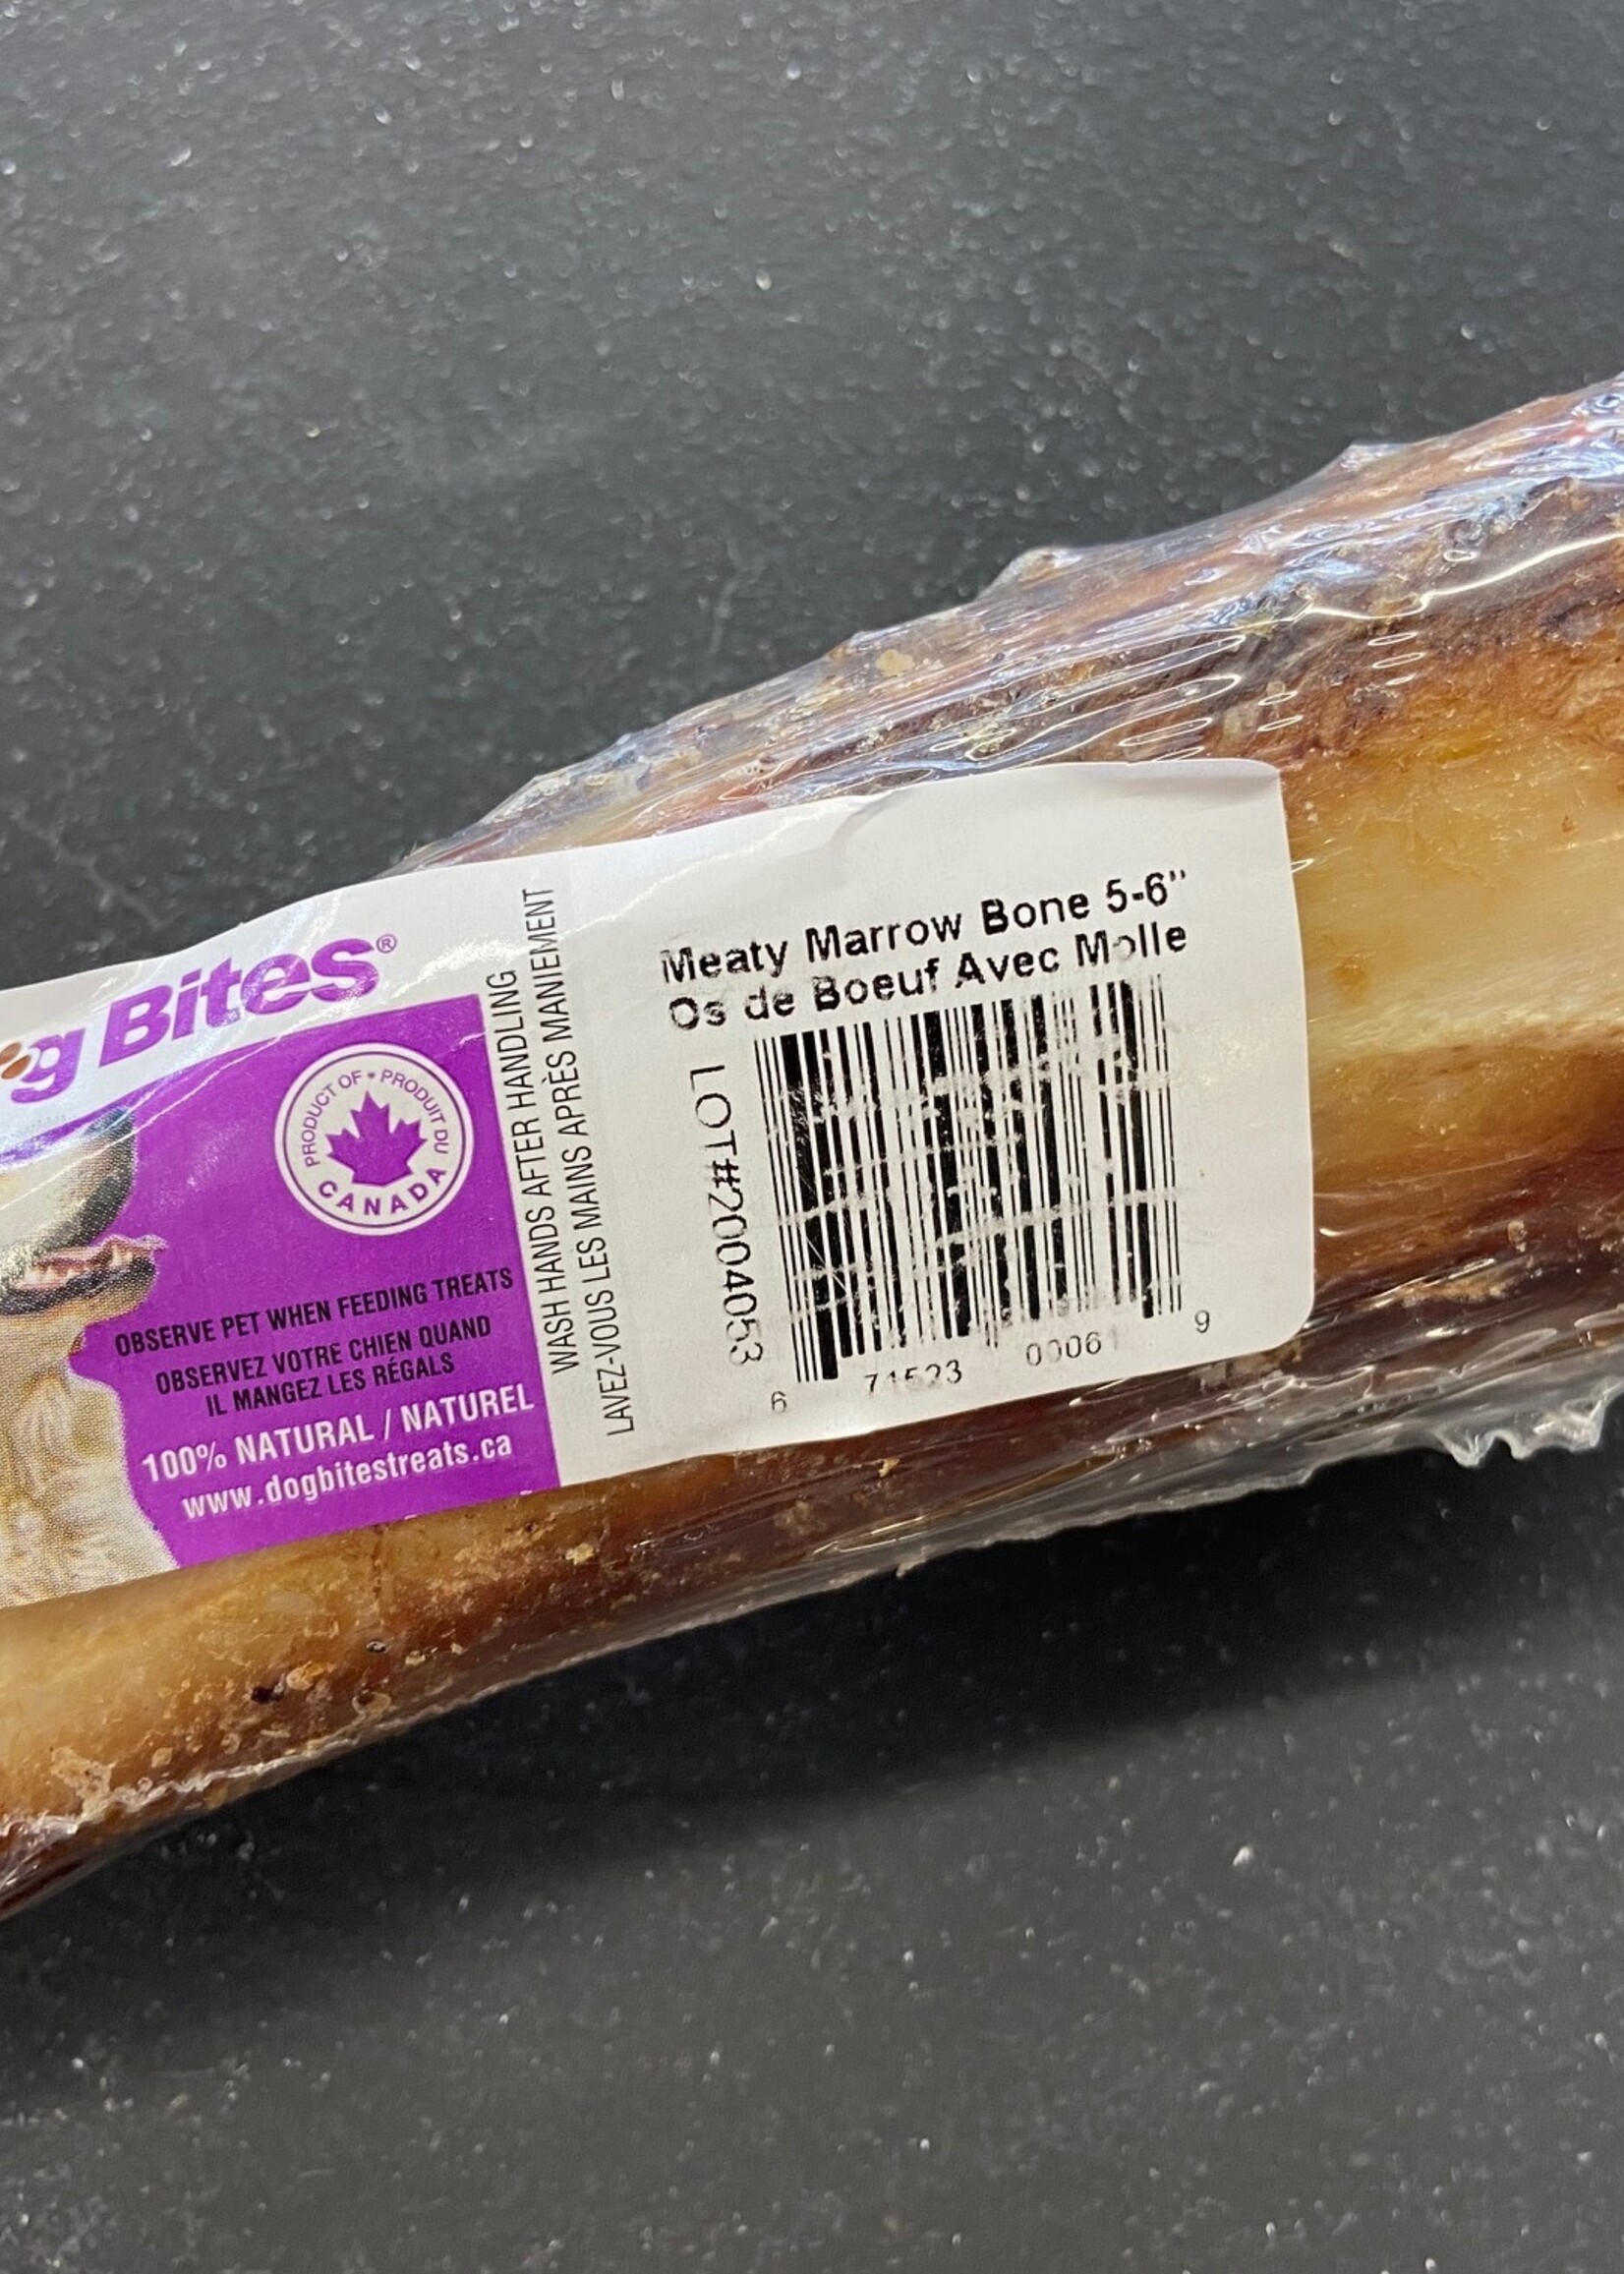 g Bites®
PRODUCT OF • PRODUIT DU
CANADA
OBSERVE PET WHEN FEEDING TREATS
OBSERVEZ VOTRE CHIEN QUAND
IL MANGEZ LES RÉGALS
100% NATURAL / NATUREL
www.dogbitestreats.ca
WASH HANDS AFTER HANDLING
LAVEZ-VOUS LES MAINS APRÈS MANIEMENT
Meaty Marrow Bone 5-6"
Os de Boeuf Avec Molle
LOT#2004053
6 71523 00061 9